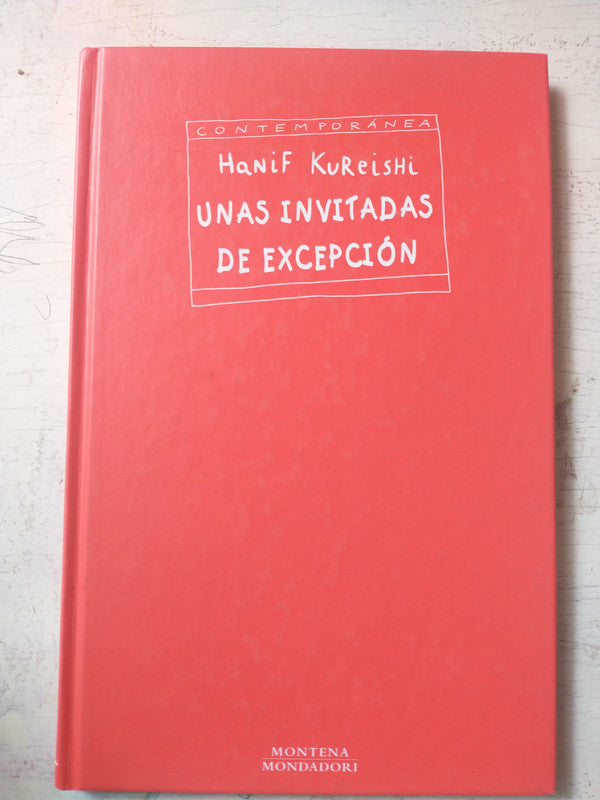 CONTEMPORÁNEA
HaniF KuReisHi
UNAS INVITADAS
DE EXCEPCIÓN
MONTENA
MONDADORI